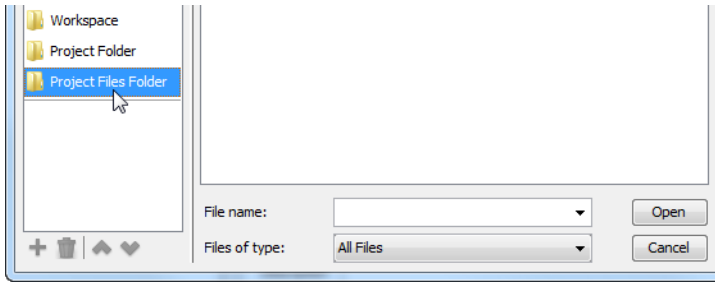 Workspace
Project Folder
Project Files Folder
File name:
Open
Files of type:
All Files
Cancel